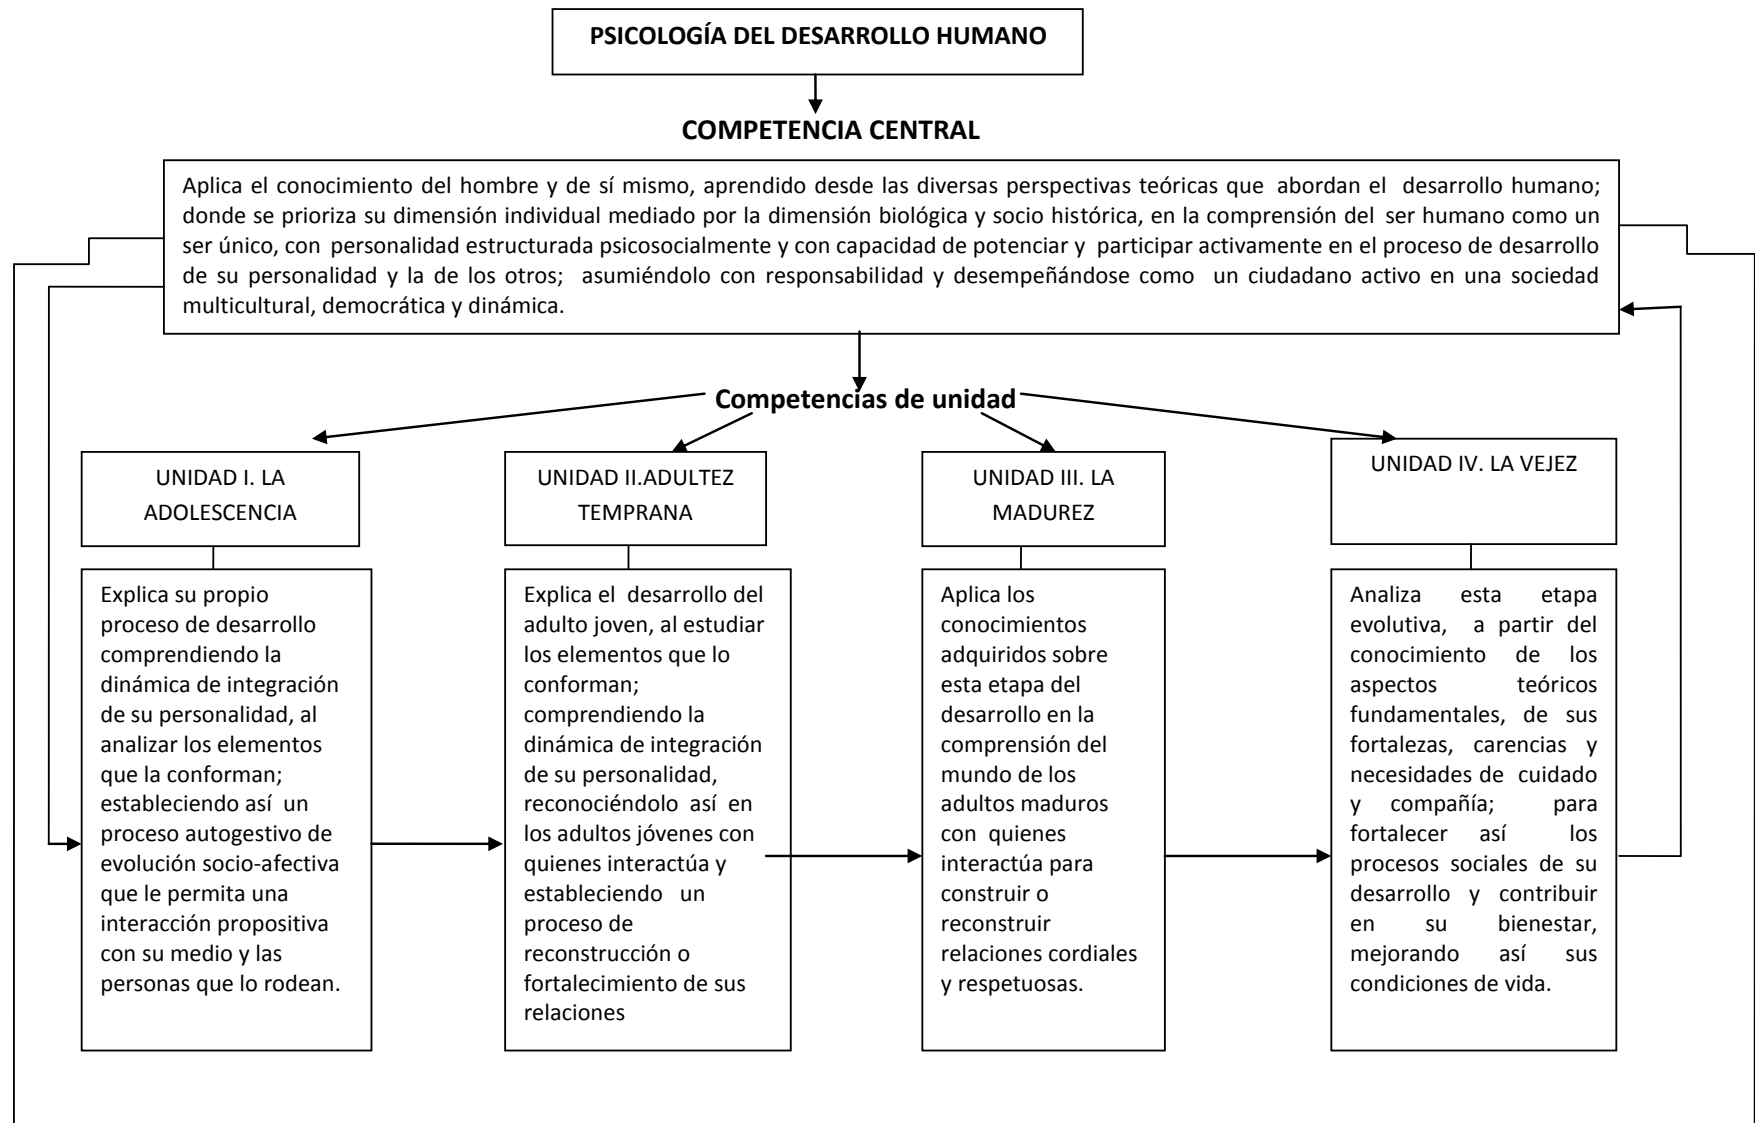 PSICOLOGÍA DEL DESARROLLO HUMANO
COMPETENCIA CENTRAL
Aplica el conocimiento del hombre y de sí mismo, aprendido desde las diversas perspectivas teóricas que abordan el desarrollo humano;
donde se prioriza su dimensión individual mediado por la dimensión biológica y socio histórica, en la comprensión del ser humano como un
ser único, con personalidad estructurada psicosocialmente y con capacidad de potenciar y participar activamente en el proceso de desarrollo
de su personalidad y la de los otros; asumiéndolo con responsabilidad y desempeñándose como un ciudadano activo en una sociedad
multicultural, democrática y dinámica.
Competencias de unidad
UNIDAD I. LA
ADOLESCENCIA
Explica su propio
proceso de desarrollo
comprendiendo la
dinámica de integración
de su personalidad, al
analizar los elementos
que la conforman;
estableciendo así un
proceso autogestivo de
evolución socio-afectiva
que le permita una
interacción propositiva
con su medio y las
personas que lo rodean.
UNIDAD II.ADULTEZ
TEMPRANA
Explica el desarrollo del
adulto joven, al estudiar
los elementos que lo
conforman;
comprendiendo la
dinámica de integración
de su personalidad,
reconociéndolo así en
los adultos jóvenes con
quienes interactúa y
estableciendo un
proceso de
reconstrucción o
fortalecimiento de sus
relaciones
UNIDAD III. LA
MADUREZ
Aplica los
conocimientos
adquiridos sobre
esta etapa del
desarrollo en la
comprensión del
mundo de los
adultos maduros
con quienes
interactúa para
construir o
reconstruir
relaciones cordiales
y respetuosas.
UNIDAD IV. LA VEJEZ
Analiza esta etapa
evolutiva, a partir del
conocimiento de los
aspectos teóricos
fundamentales, de sus
fortalezas, carencias y
necesidades de cuidado
y compañía; para
fortalecer así los
procesos sociales de su
desarrollo y contribuir
en su bienestar,
mejorando así sus
condiciones de vida.